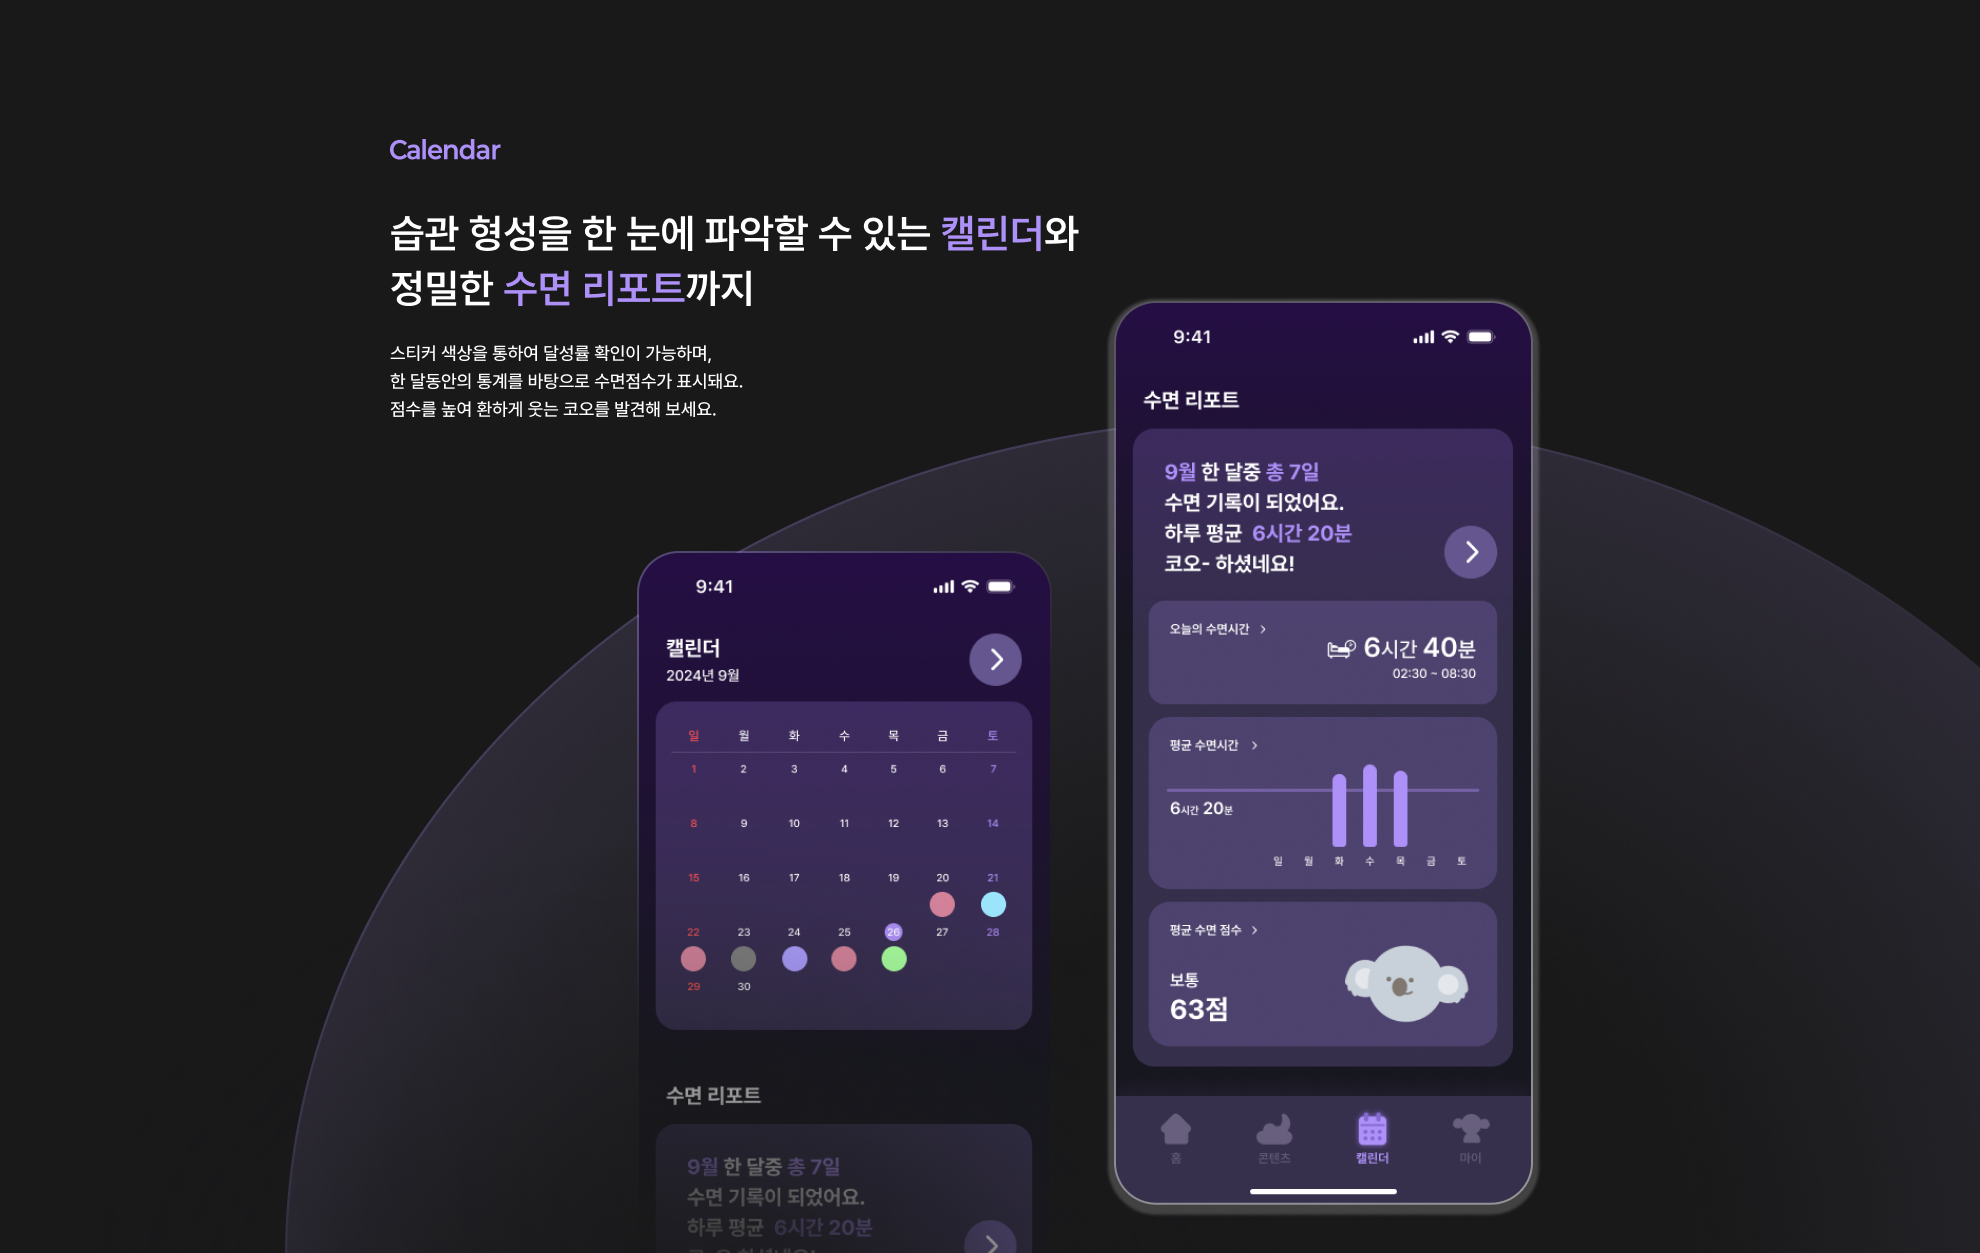 Calendar
습관 형성을 한 눈에 파악할 수 있는 캘린더와
정밀한 수면 리포트까지
스티커 색상을 통하여 달성률 확인이 가능하며,
한 달동안의 통계를 바탕으로 수면점수가 표시돼요.
점수를 높여 환하게 웃는 코오를 발견해 보세요.
9:41
캘린더
2024년 9월
일 월 화 수 목 금 토
1 2 3 4 5 6 7
8 9 10 11 12 13 14
15 16 17 18 19 20 21
22 23 24 25 26 27 28
29 30
수면 리포트
9월 한 달중 총 7일
수면 기록이 되었어요.
하루 평균 6시간 20분
9:41
수면 리포트
9월 한 달중 총 7일
수면 기록이 되었어요.
하루 평균 6시간 20분
코오- 하셨네요!
오늘의 수면시간 >
6시간 40분
02:30 ~ 08:30
평균 수면시간 >
6시간 20분
일 월 화 수 목 금 토
평균 수면 점수 >
보통
63점
홈 콘텐츠 캘린더 마이